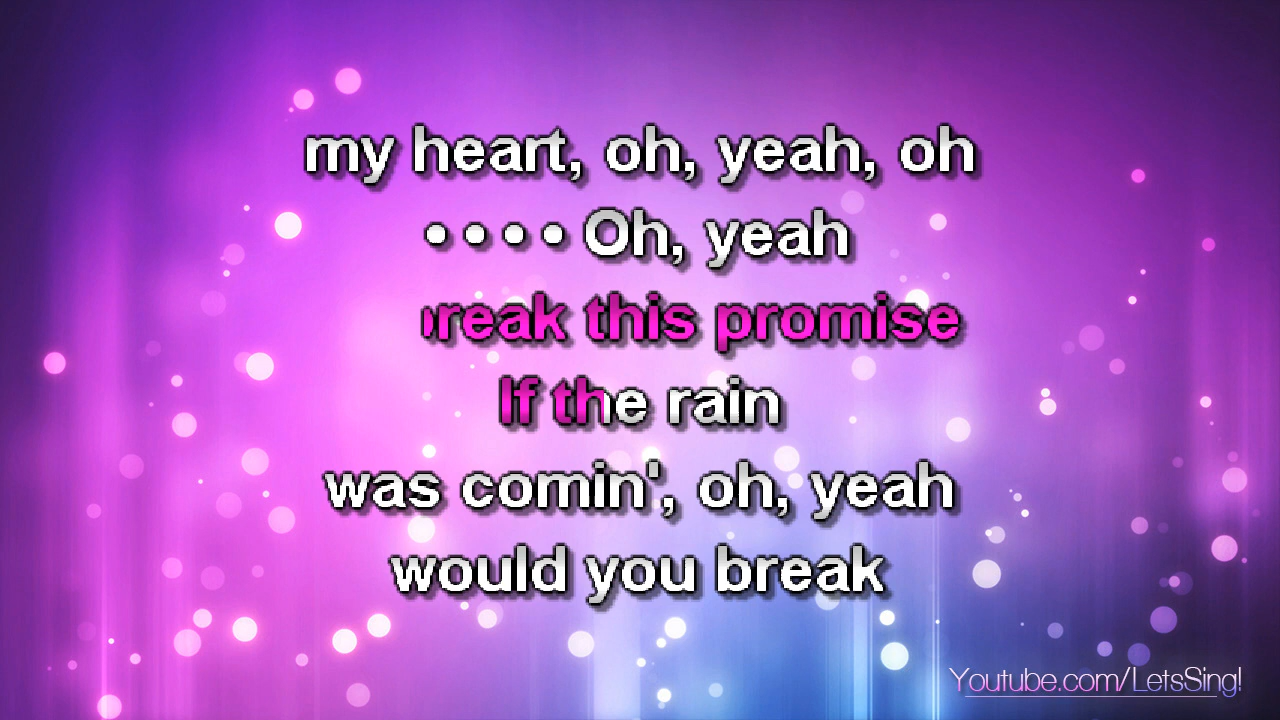 my heart, oh, yeah, oh
• • • • Oh, yeah
break this promise
If the rain
was comin', oh, yeah
would you break
Youtube.com/LetsSing!